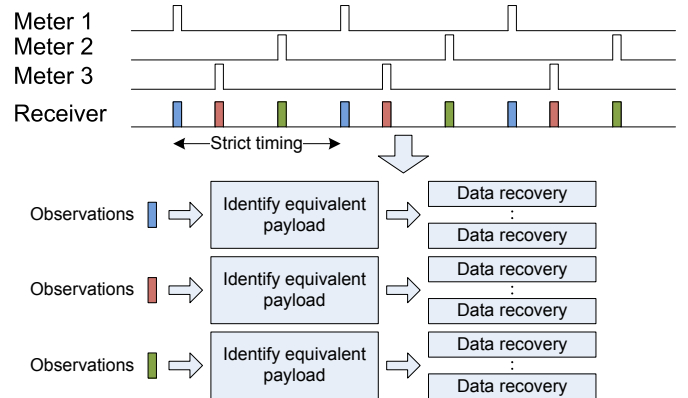 Meter 1
Meter 2
Meter 3
Receiver
Strict timing
Observations
Identify equivalent
payload
Data recovery
:
Data recovery
Observations
Identify equivalent
payload
Data recovery
:
Data recovery
Observations
Identify equivalent
payload
Data recovery
:
Data recovery